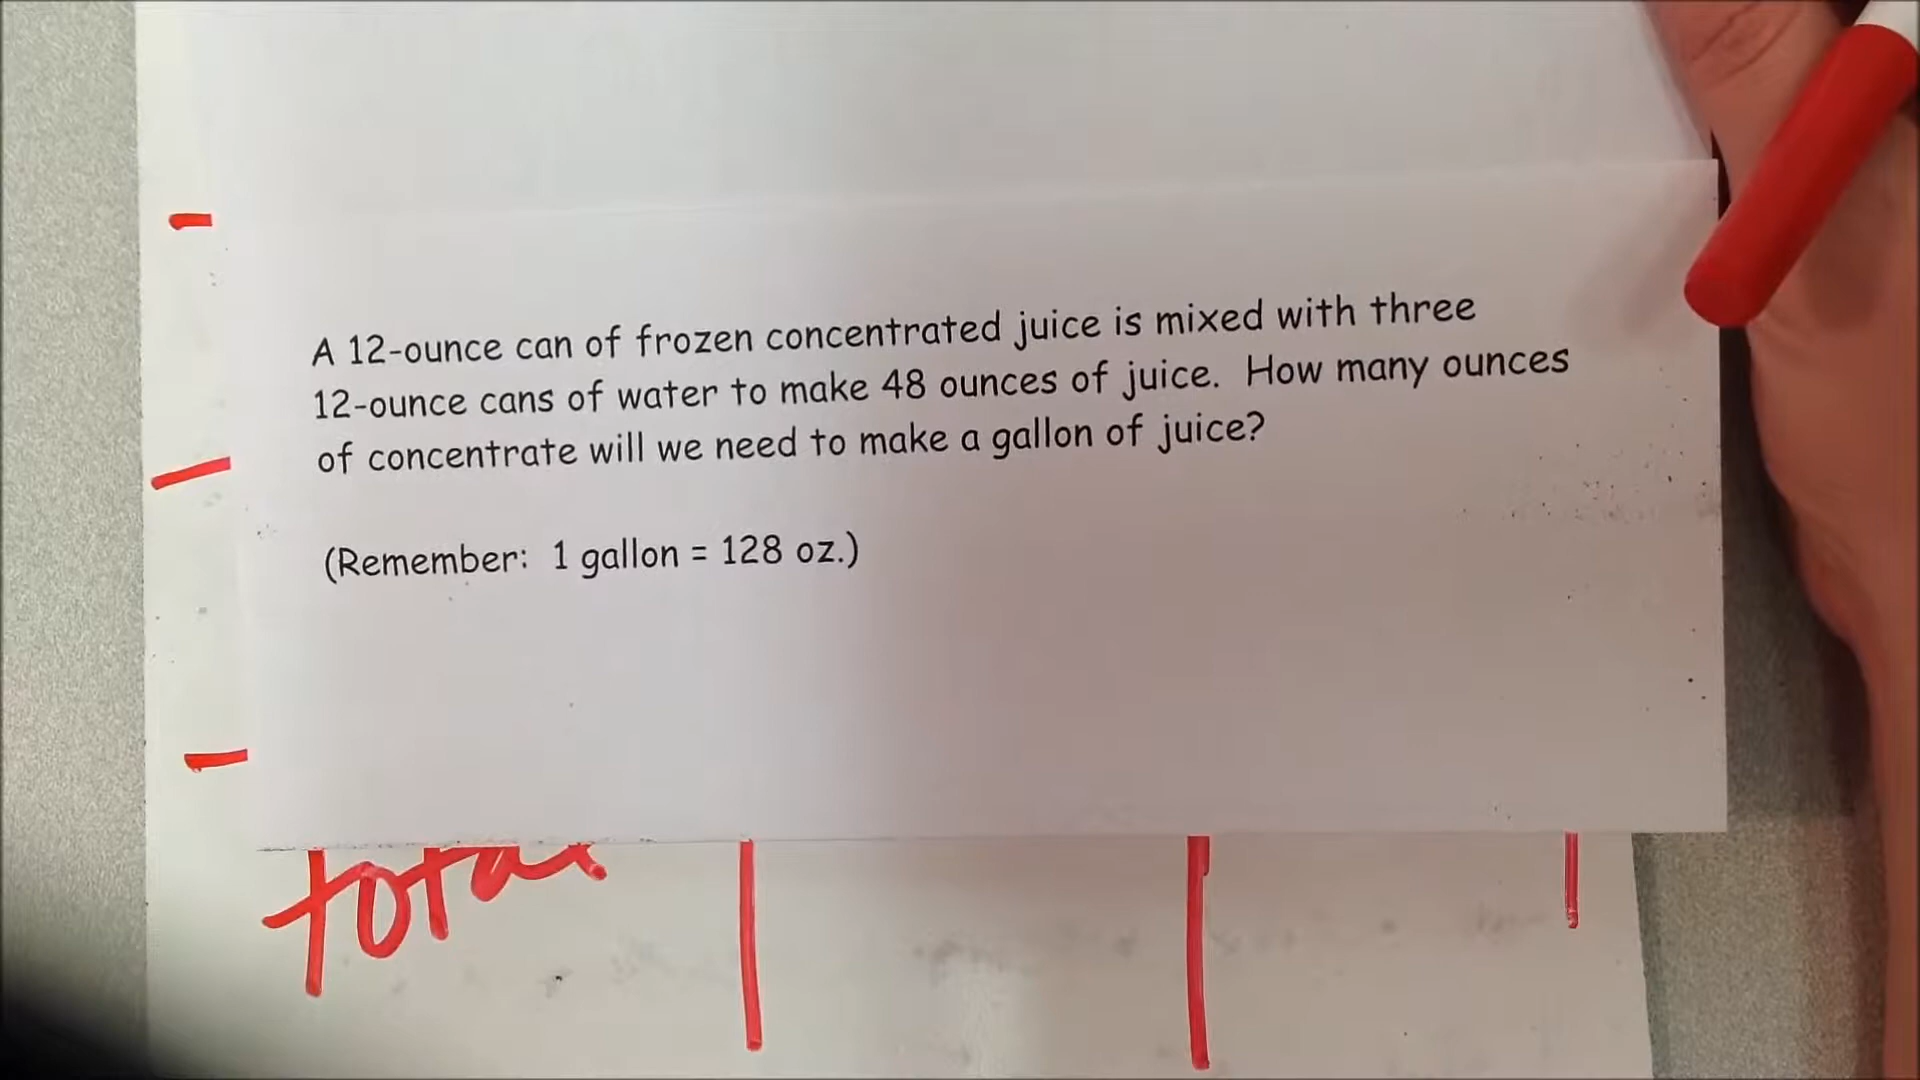 A 12-ounce can of frozen concentrated juice is mixed with three
12-ounce cans of water to make 48 ounces of juice. How many ounces
of concentrate will we need to make a gallon of juice?
(Remember: 1 gallon = 128 oz.)
total